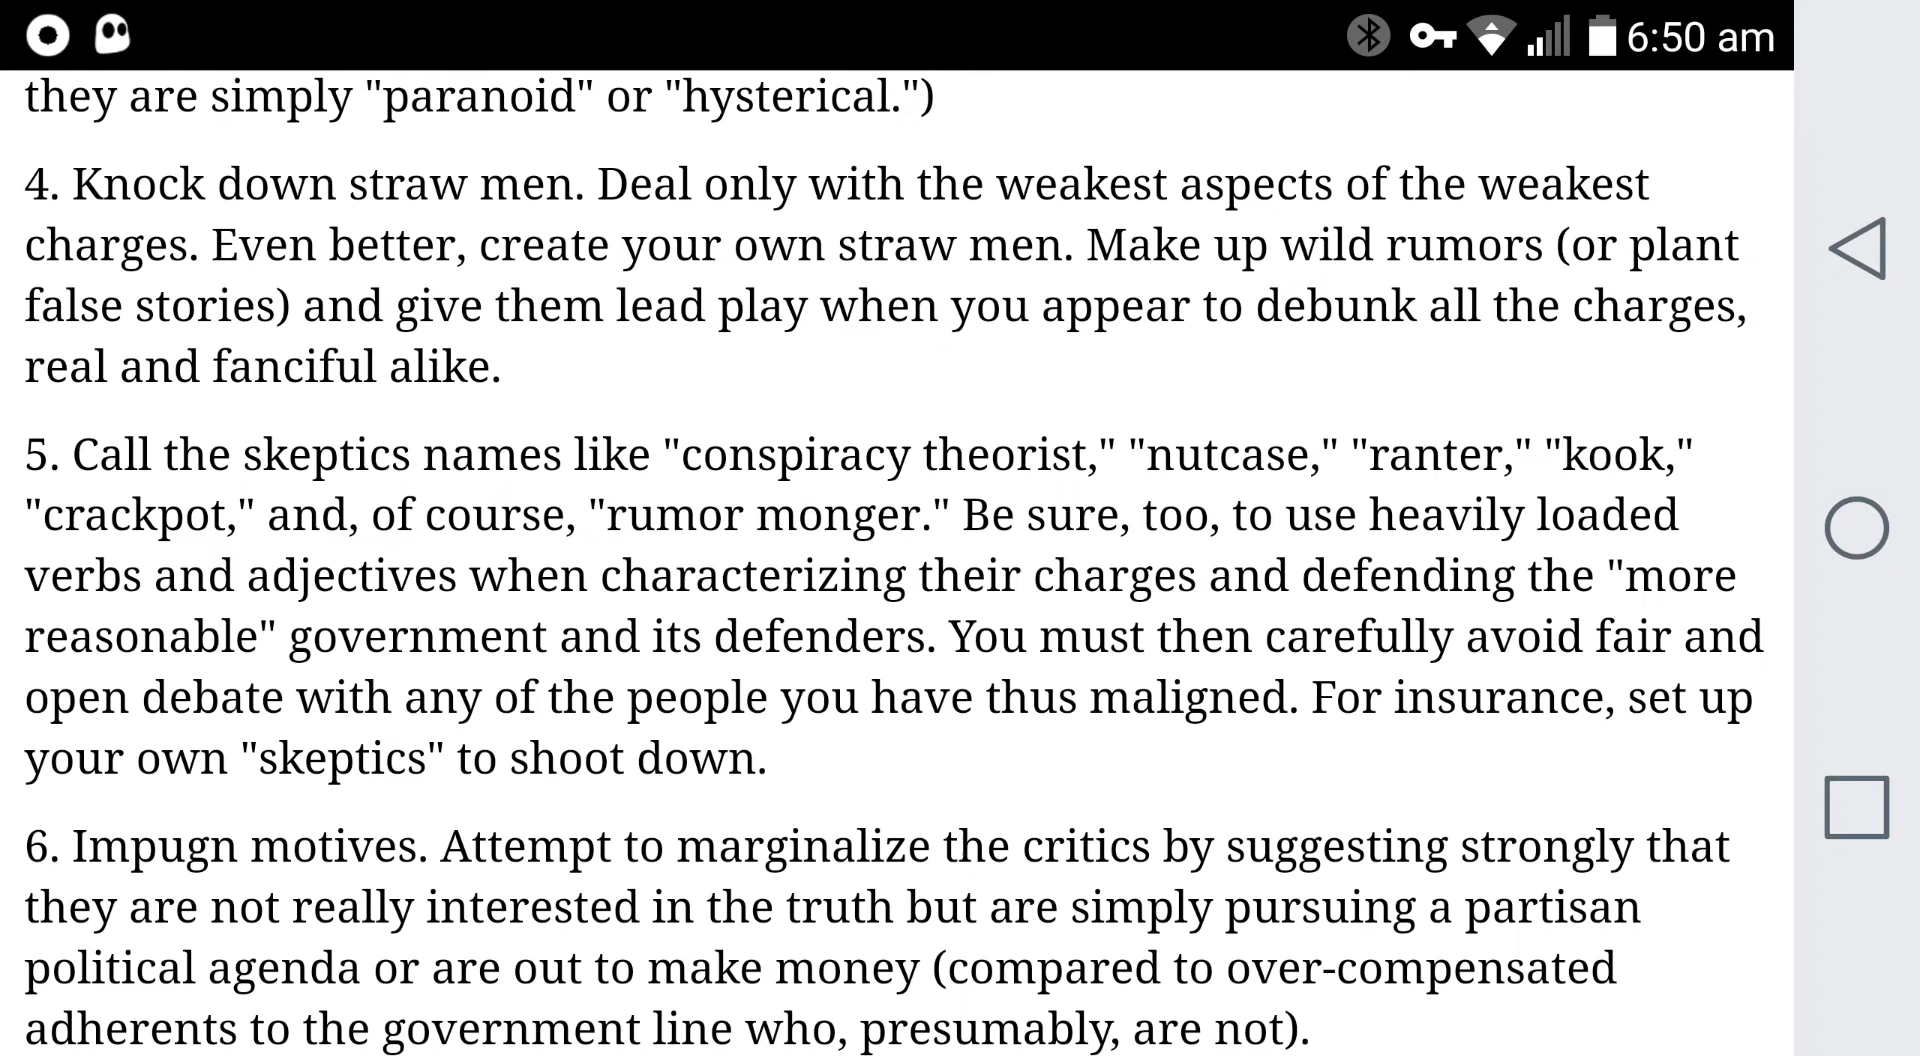 6:50 am
they are simply "paranoid" or "hysterical.")
4. Knock down straw men. Deal only with the weakest aspects of the weakest
charges. Even better, create your own straw men. Make up wild rumors (or plant
false stories) and give them lead play when you appear to debunk all the charges,
real and fanciful alike.
5. Call the skeptics names like "conspiracy theorist," "nutcase," "ranter," "kook,"
"crackpot," and, of course, "rumor monger." Be sure, too, to use heavily loaded
verbs and adjectives when characterizing their charges and defending the "more
reasonable" government and its defenders. You must then carefully avoid fair and
open debate with any of the people you have thus maligned. For insurance, set up
your own "skeptics" to shoot down.
6. Impugn motives. Attempt to marginalize the critics by suggesting strongly that
they are not really interested in the truth but are simply pursuing a partisan
political agenda or are out to make money (compared to over-compensated
adherents to the government line who, presumably, are not).